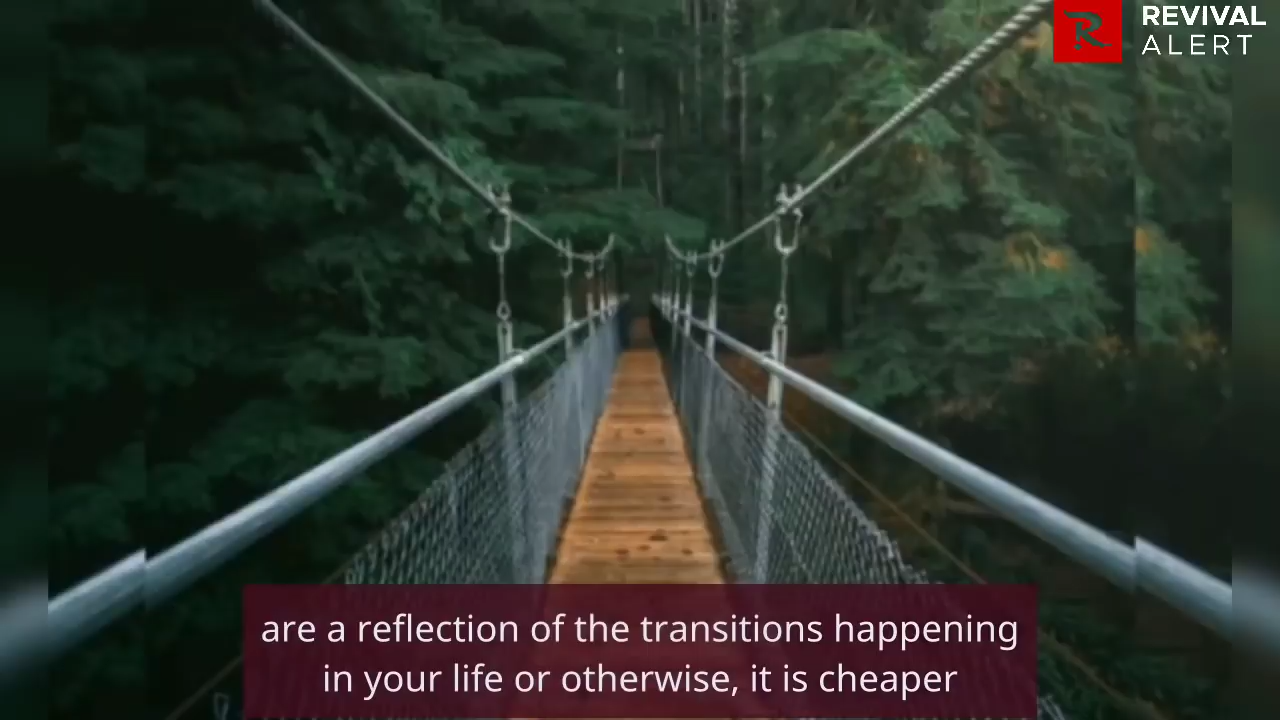 REVIVAL
ALERT
are a reflection of the transitions happening
in your life or otherwise, it is cheaper